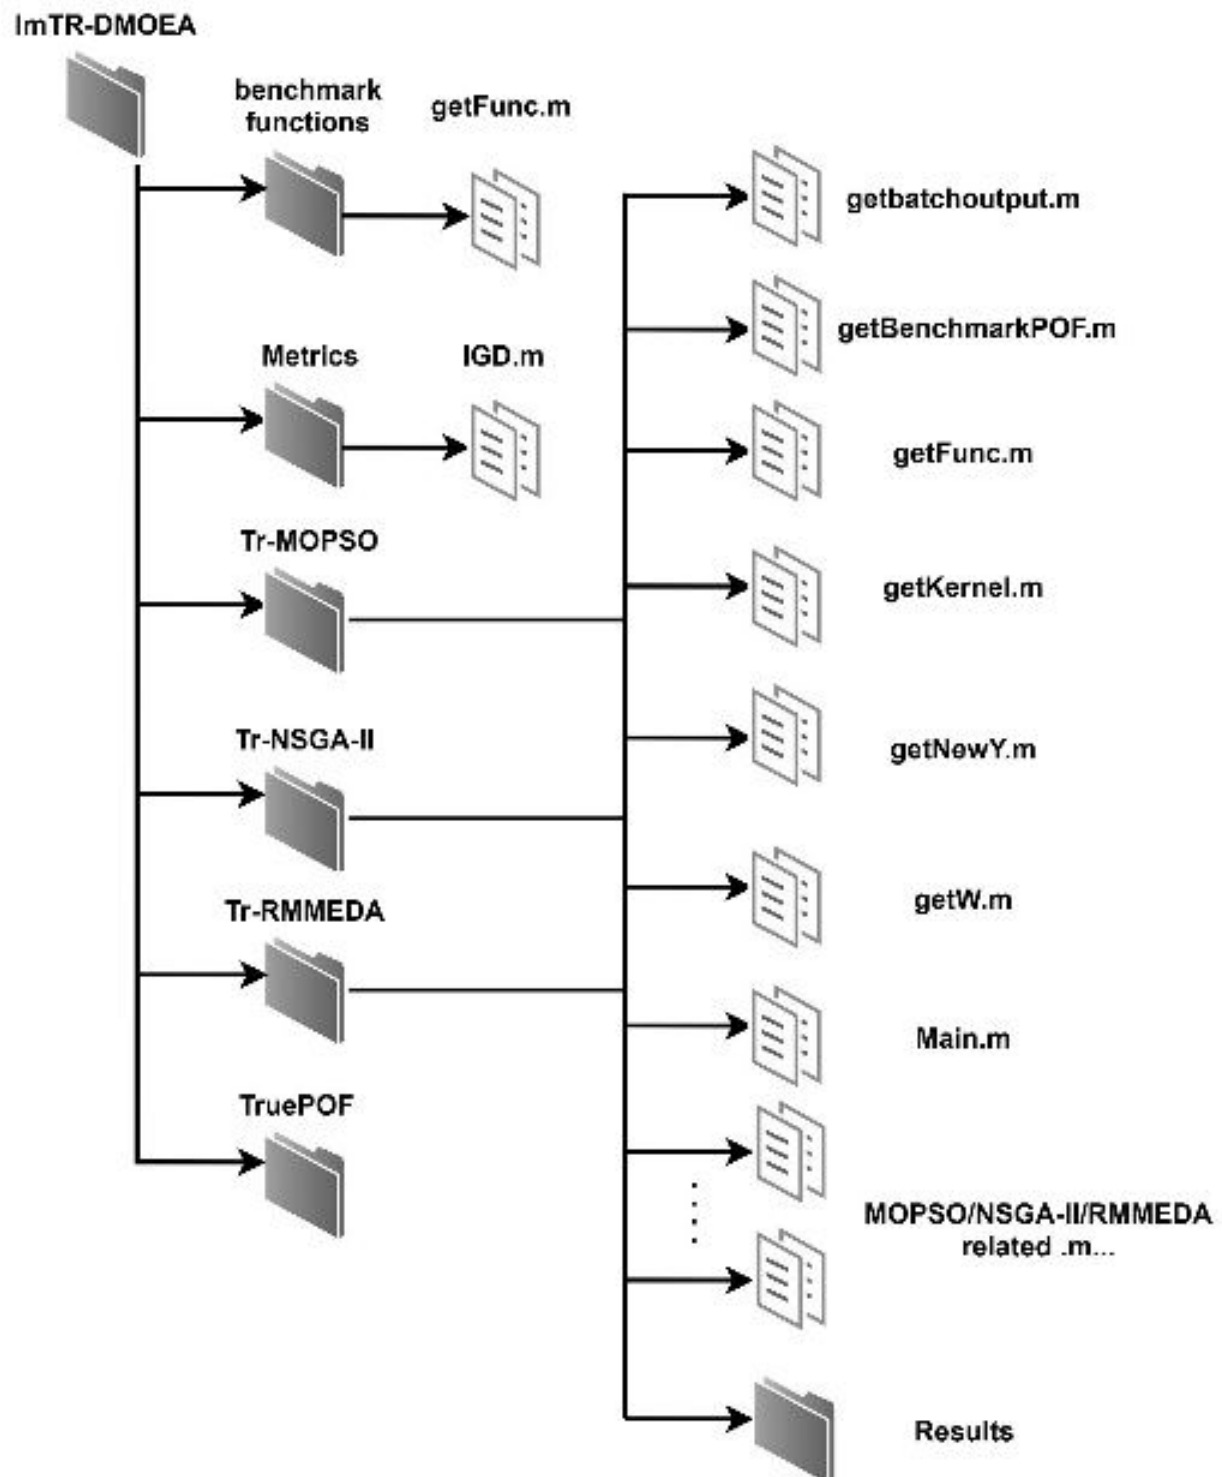 ImTR-DMOEA
benchmark
functions
getFunc.m
Metrics
IGD.m
Tr-MOPSO
Tr-NSGA-II
Tr-RMMEDA
TruePOF
getbatchoutput.m
getBenchmarkPOF.m
getFunc.m
getKernel.m
getNewY.m
getW.m
Main.m
MOPSO/NSGA-II/RMMEDA
related .m...
Results